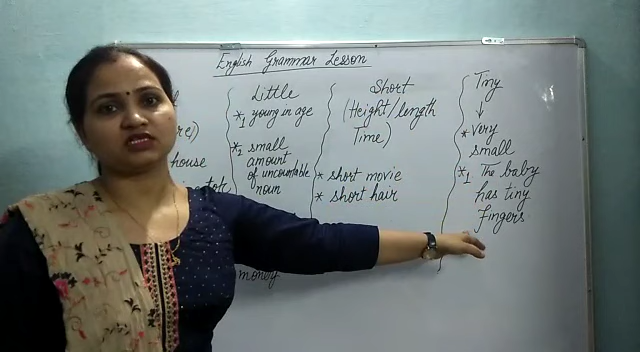 English Grammar Lesson
re)
house
Little
*1 young in age
*2 small
amount
of uncountable
noun
money
Short
(Height/length
Time)
* short movie
* short hair
Tiny
↓
* Very
small
*1 The baby
has tiny
Fingers